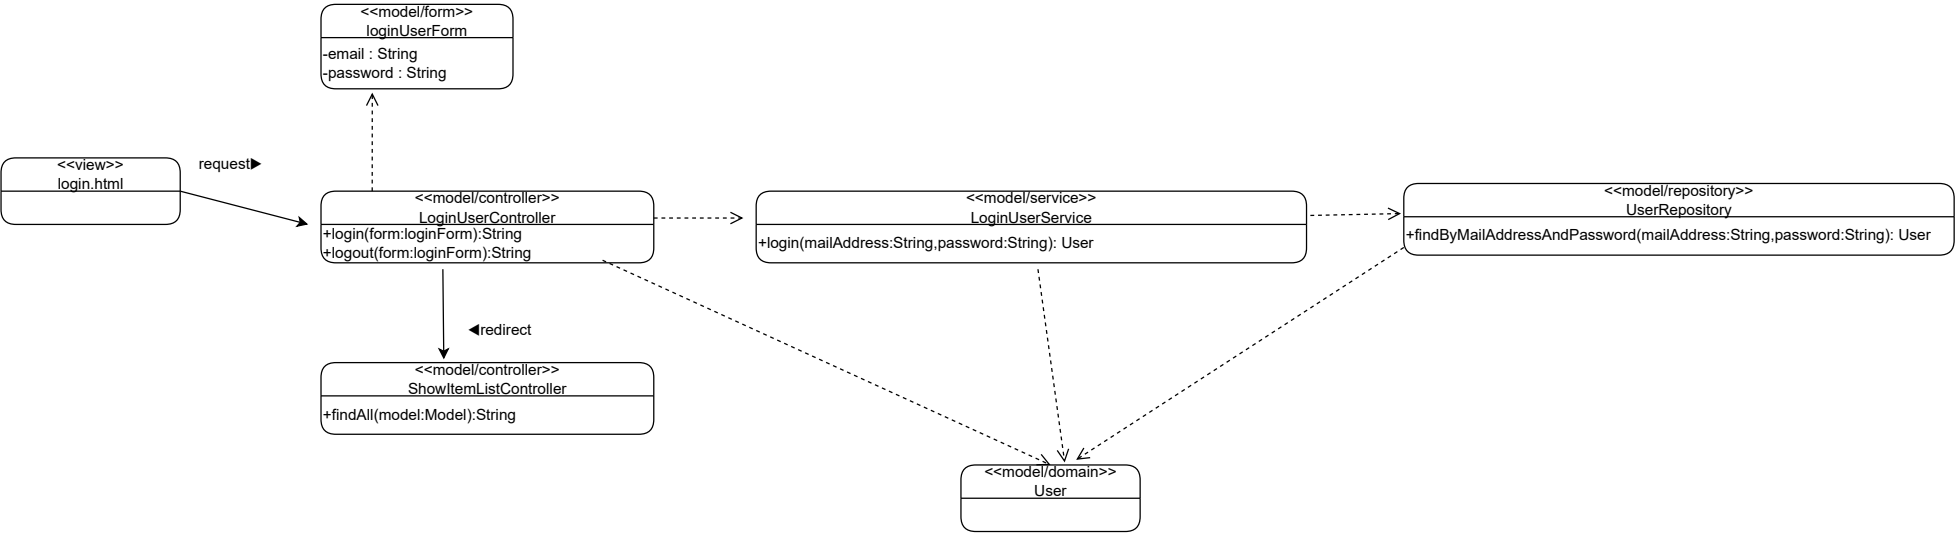 <<model/form>>
loginUserForm
-email : String
-password : String
<<view>>
login.html
request▶
<<model/controller>>
LoginUserController
+login(form:loginForm):String
+logout(form:loginForm):String
<<model/service>>
LoginUserService
+login(mailAddress:String,password:String): User
<<model/repository>>
UserRepository
+findByMailAddressAndPassword(mailAddress:String,password:String): User
◀redirect
<<model/controller>>
ShowItemListController
+findAll(model:Model):String
<<model/domain>>
User